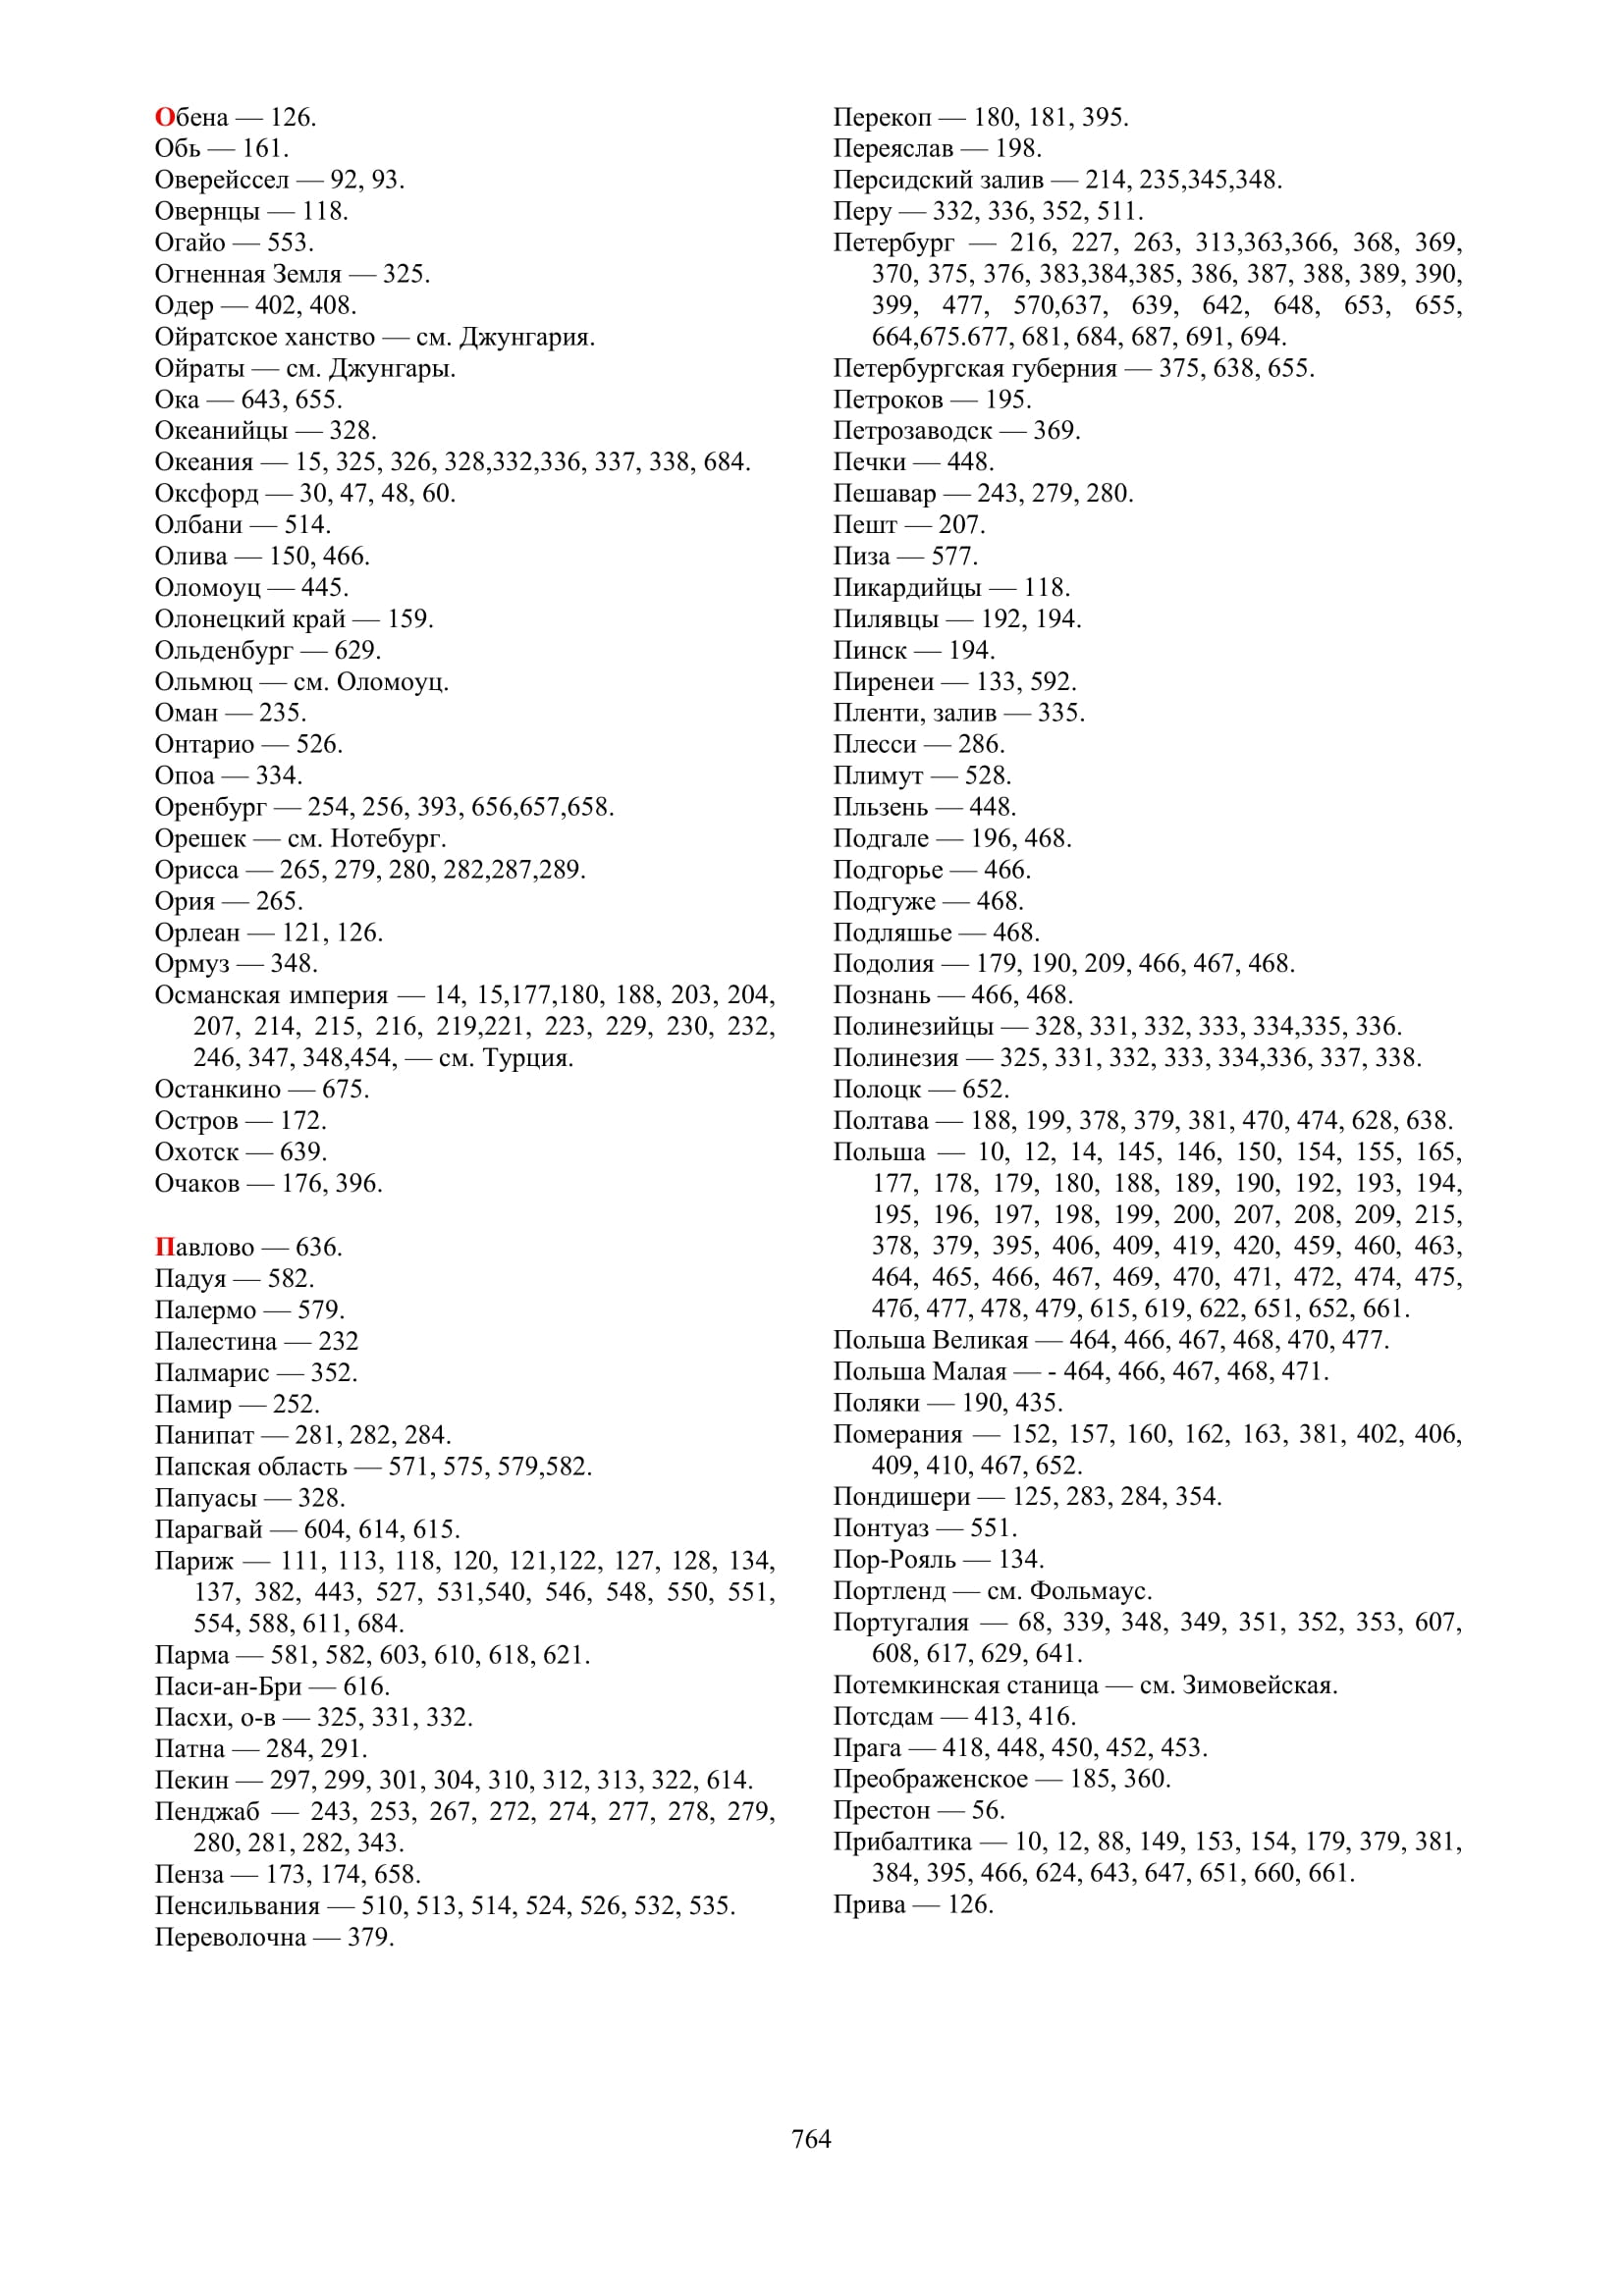 Обена — 126.
Обь — 161.
Оверейссел — 92, 93.
Овернцы — 118.
Огайо — 553.
Огненная Земля — 325.
Одер — 402, 408.
Ойратское ханство — см. Джунгария.
Ойраты — см. Джунгары.
Ока — 643, 655.
Океанийцы — 328.
Океания — 15, 325, 326, 328,332,336, 337, 338, 684.
Оксфорд — 30, 47, 48, 60.
Олбани — 514.
Олива — 150, 466.
Оломоуц — 445.
Олонецкий край — 159.
Ольденбург — 629.
Ольмюц — см. Оломоуц.
Оман — 235.
Онтарио — 526.
Опоа — 334.
Оренбург — 254, 256, 393, 656,657,658.
Орешек — см. Нотебург.
Орисса — 265, 279, 280, 282,287,289.
Ория — 265.
Орлеан — 121, 126.
Ормуз — 348.
Османская империя — 14, 15,177,180, 188, 203, 204,
207, 214, 215, 216, 219,221, 223, 229, 230, 232,
246, 347, 348,454, — см. Турция.
Останкино — 675.
Остров — 172.
Охотск — 639.
Очаков — 176, 396.
Павлово — 636.
Падуя — 582.
Палермо — 579.
Палестина — 232
Палмарис — 352.
Памир — 252.
Панипат — 281, 282, 284.
Папская область — 571, 575, 579,582.
Папуасы — 328.
Парагвай — 604, 614, 615.
Париж — 111, 113, 118, 120, 121,122, 127, 128, 134,
137, 382, 443, 527, 531,540, 546, 548, 550, 551,
554, 588, 611, 684.
Парма — 581, 582, 603, 610, 618, 621.
Паси-ан-Бри — 616.
Пасхи, о-в — 325, 331, 332.
Патна — 284, 291.
Пекин — 297, 299, 301, 304, 310, 312, 313, 322, 614.
Пенджаб — 243, 253, 267, 272, 274, 277, 278, 279,
280, 281, 282, 343.
Пенза — 173, 174, 658.
Пенсильвания — 510, 513, 514, 524, 526, 532, 535.
Переволочна — 379.
Перекоп — 180, 181, 395.
Переяслав — 198.
Персидский залив — 214, 235,345,348.
Перу — 332, 336, 352, 511.
Петербург — 216, 227, 263, 313,363,366, 368, 369,
370, 375, 376, 383,384,385, 386, 387, 388, 389, 390,
399, 477, 570,637, 639, 642, 648, 653, 655,
664,675.677, 681, 684, 687, 691, 694.
Петербургская губерния — 375, 638, 655.
Петроков — 195.
Петрозаводск — 369.
Печки — 448.
Пешавар — 243, 279, 280.
Пешт — 207.
Пиза — 577.
Пикардийцы — 118.
Пилявцы — 192, 194.
Пинск — 194.
Пиренеи — 133, 592.
Пленти, залив — 335.
Плесси — 286.
Плимут — 528.
Пльзень — 448.
Подгале — 196, 468.
Подгорье — 466.
Подгуже — 468.
Подляшье — 468.
Подолия — 179, 190, 209, 466, 467, 468.
Познань — 466, 468.
Полинезийцы — 328, 331, 332, 333, 334,335, 336.
Полинезия — 325, 331, 332, 333, 334,336, 337, 338.
Полоцк — 652.
Полтава — 188, 199, 378, 379, 381, 470, 474, 628, 638.
Польша — 10, 12, 14, 145, 146, 150, 154, 155, 165,
177, 178, 179, 180, 188, 189, 190, 192, 193, 194,
195, 196, 197, 198, 199, 200, 207, 208, 209, 215,
378, 379, 395, 406, 409, 419, 420, 459, 460, 463,
464, 465, 466, 467, 469, 470, 471, 472, 474, 475,
47б, 477, 478, 479, 615, 619, 622, 651, 652, 661.
Польша Великая — 464, 466, 467, 468, 470, 477.
Польша Малая — - 464, 466, 467, 468, 471.
Поляки — 190, 435.
Померания — 152, 157, 160, 162, 163, 381, 402, 406,
409, 410, 467, 652.
Пондишери — 125, 283, 284, 354.
Понтуаз — 551.
Пор-Рояль — 134.
Портленд — см. Фольмаус.
Португалия — 68, 339, 348, 349, 351, 352, 353, 607,
608, 617, 629, 641.
Потемкинская станица — см. Зимовейская.
Потсдам — 413, 416.
Прага — 418, 448, 450, 452, 453.
Преображенское — 185, 360.
Престон — 56.
Прибалтика — 10, 12, 88, 149, 153, 154, 179, 379, 381,
384, 395, 466, 624, 643, 647, 651, 660, 661.
Прива — 126.
764